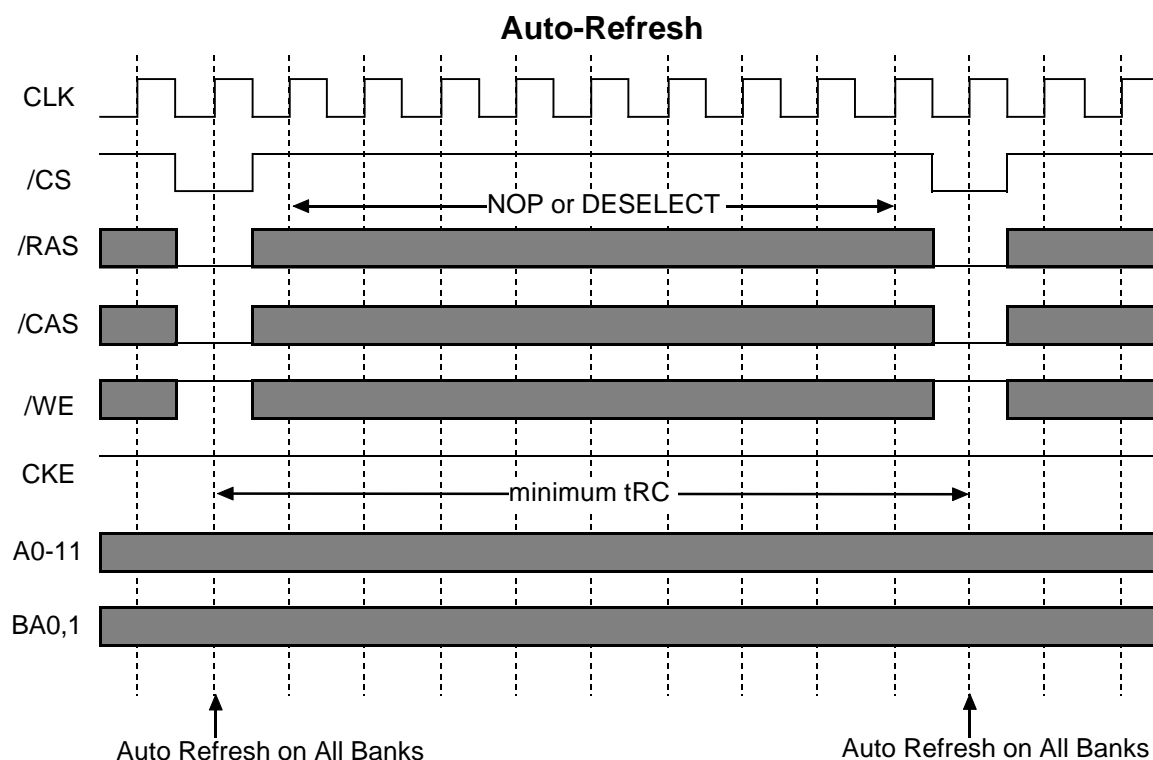 Auto-Refresh
CLK
/CS
NOP or DESELECT
/RAS
/CAS
/WE
CKE
minimum tRC
A0-11
BA0,1
Auto Refresh on All Banks
Auto Refresh on All Banks